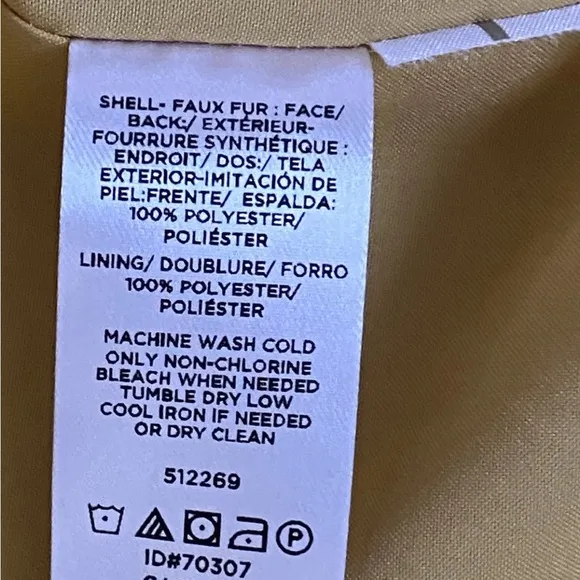 SHELL- FAUX FUR : FACE/
BACK:/ EXTÉRIEUR-
FOURRURE SYNTHÉTIQUE :
ENDROIT/ DOS:/ TELA
EXTERIOR-IMITACIÓN DE
PIEL:FRENTE/ ESPALDA:
100% POLYESTER/
POLIÉSTER
LINING/ DOUBLURE/ FORRO
100% POLYESTER/
POLIÉSTER
MACHINE WASH COLD
ONLY NON-CHLORINE
BLEACH WHEN NEEDED
TUMBLE DRY LOW
COOL IRON IF NEEDED
OR DRY CLEAN
512269
P
ID#70307